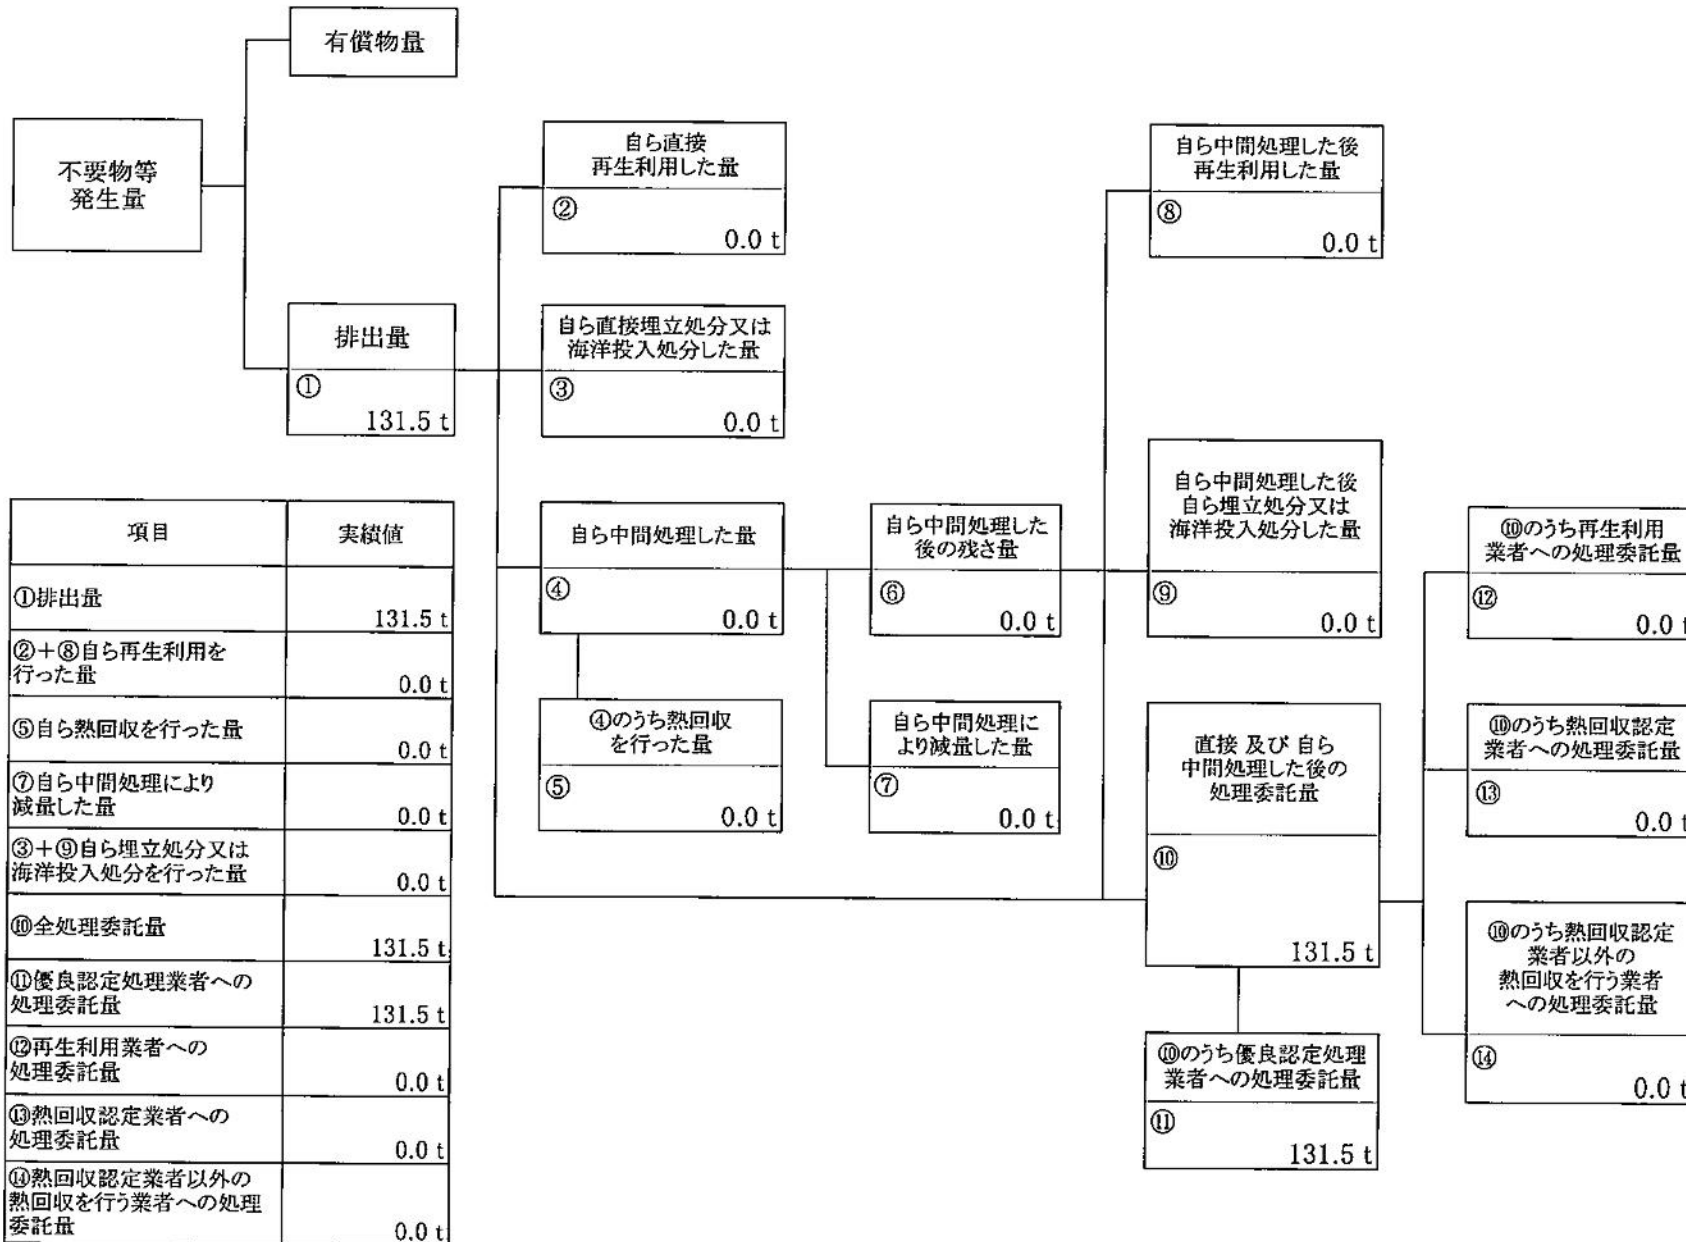 有償物量
不要物等
発生量
排出量
①
131.5 t
自ら直接
再生利用した量
②
0.0 t
自ら直接埋立処分又は
海洋投入処分した量
③
0.0 t
自ら中間処理した量
④
0.0 t
④のうち熱回収
を行った量
⑤
0.0 t
自ら中間処理した
後の残さ量
⑥
0.0 t
自ら中間処理に
より減量した量
⑦
0.0 t
自ら中間処理した後
再生利用した量
⑧
0.0 t
自ら中間処理した後
自ら埋立処分又は
海洋投入処分した量
⑨
0.0 t
直接 及び 自ら
中間処理した後の
処理委託量
⑩
131.5 t
⑩のうち優良認定処理
業者への処理委託量
⑪
131.5 t
⑩のうち再生利用
業者への処理委託量
⑫
0.0 t
⑩のうち熱回収認定
業者への処理委託量
⑬
0.0 t
⑩のうち熱回収認定
業者以外の
熱回収を行う業者
への処理委託量
⑭
0.0 t
項目 実績値
①排出量
131.5 t
②+⑧自ら再生利用を
行った量
0.0 t
⑤自ら熱回収を行った量
0.0 t
⑦自ら中間処理により
減量した量
0.0 t
③+⑨自ら埋立処分又は
海洋投入処分を行った量
0.0 t
⑩全処理委託量
131.5 t
⑪優良認定処理業者への
処理委託量
131.5 t
⑫再生利用業者への
処理委託量
0.0 t
⑬熱回収認定業者への
処理委託量
0.0 t
⑭熱回収認定業者以外の
熱回収を行う業者への処理
委託量
0.0 t